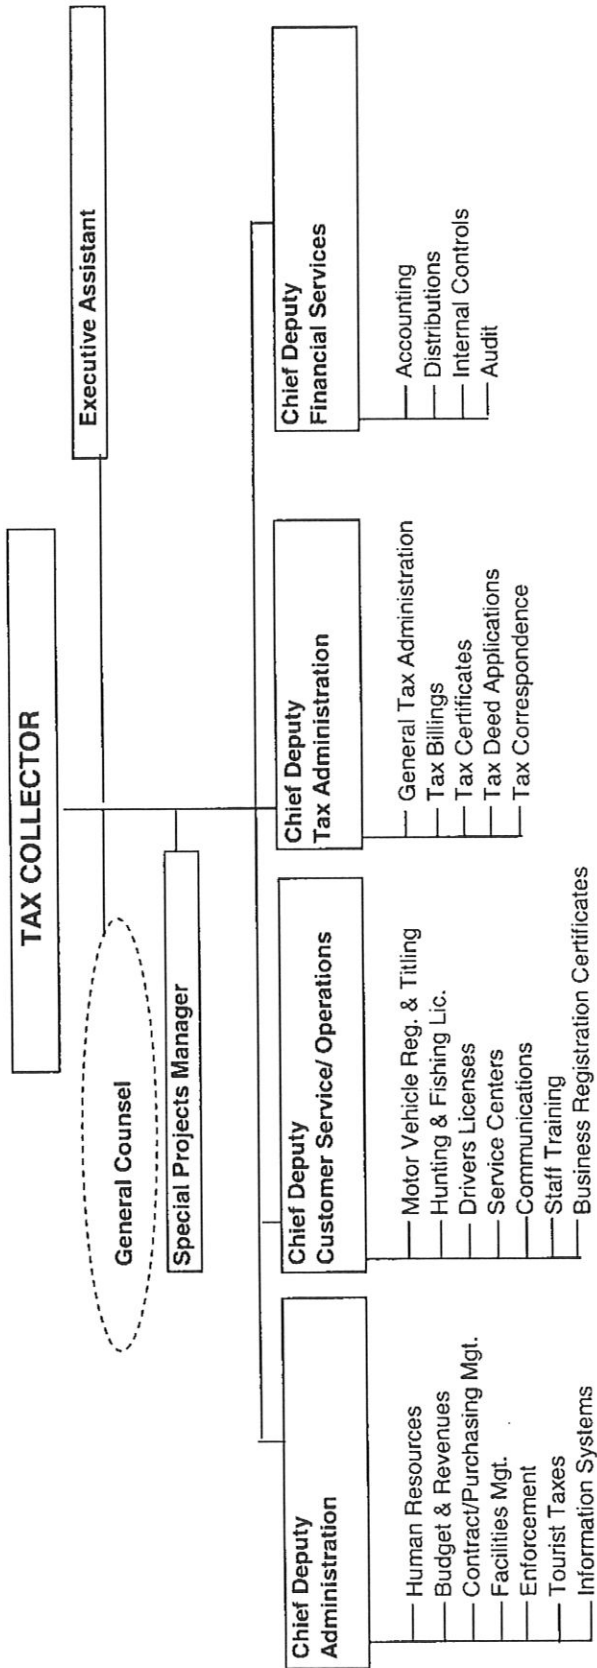 TAX COLLECTOR
General Counsel
Executive Assistant
Special Projects Manager
Chief Deputy
Administration
Human Resources
Budget & Revenues
Contract/Purchasing Mgt.
Facilities Mgt.
Enforcement
Tourist Taxes
Information Systems
Chief Deputy
Customer Service/ Operations
Motor Vehicle Reg. & Titling
Hunting & Fishing Lic.
Drivers Licenses
Service Centers
Communications
Staff Training
Business Registration Certificates
Chief Deputy
Tax Administration
General Tax Administration
Tax Billings
Tax Certificates
Tax Deed Applications
Tax Correspondence
Chief Deputy
Financial Services
Accounting
Distributions
Internal Controls
Audit